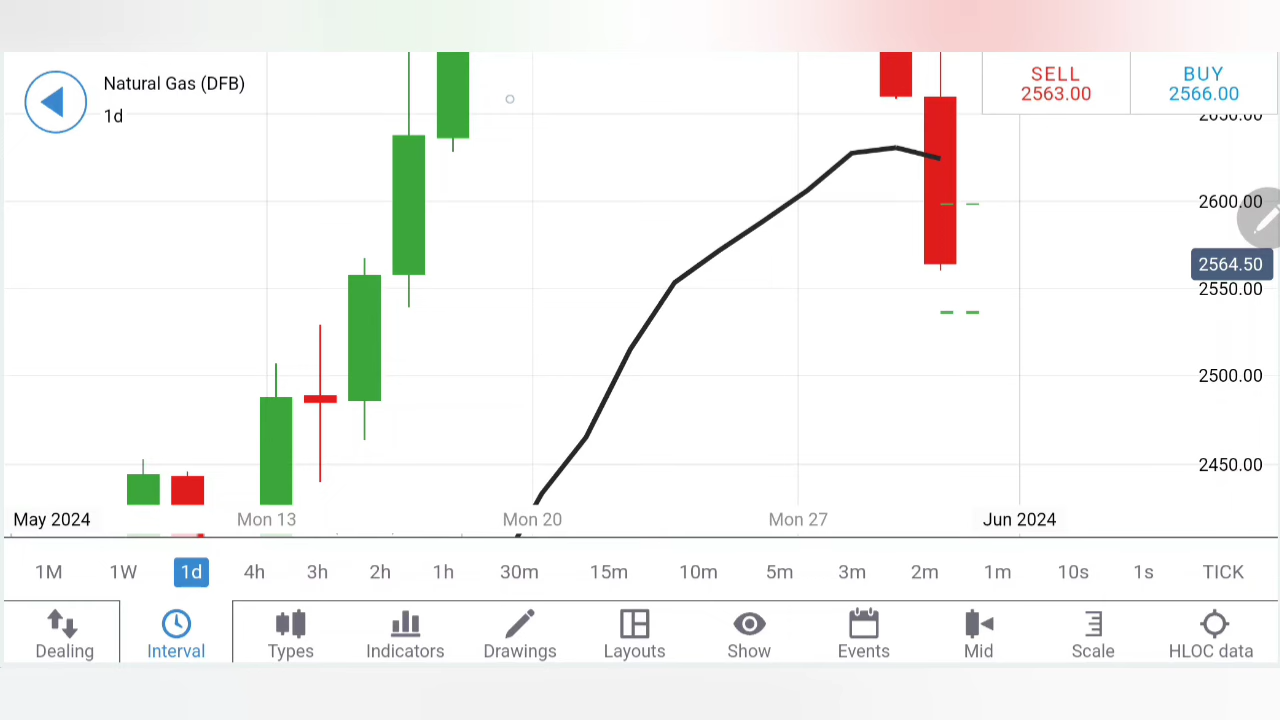 Natural Gas (DFB)
1d
SELL
2563.00
BUY
2566.00
2650.00
2600.00
2564.50
2550.00
2500.00
2450.00
May 2024 Mon 13 Mon 20 Mon 27 Jun 2024
1M 1W 1d 4h 3h 2h 1h 30m 15m 10m 5m 3m 2m 1m 10s 1s TICK
Dealing Interval Types Indicators Drawings Layouts Show Events Mid Scale HLOC data